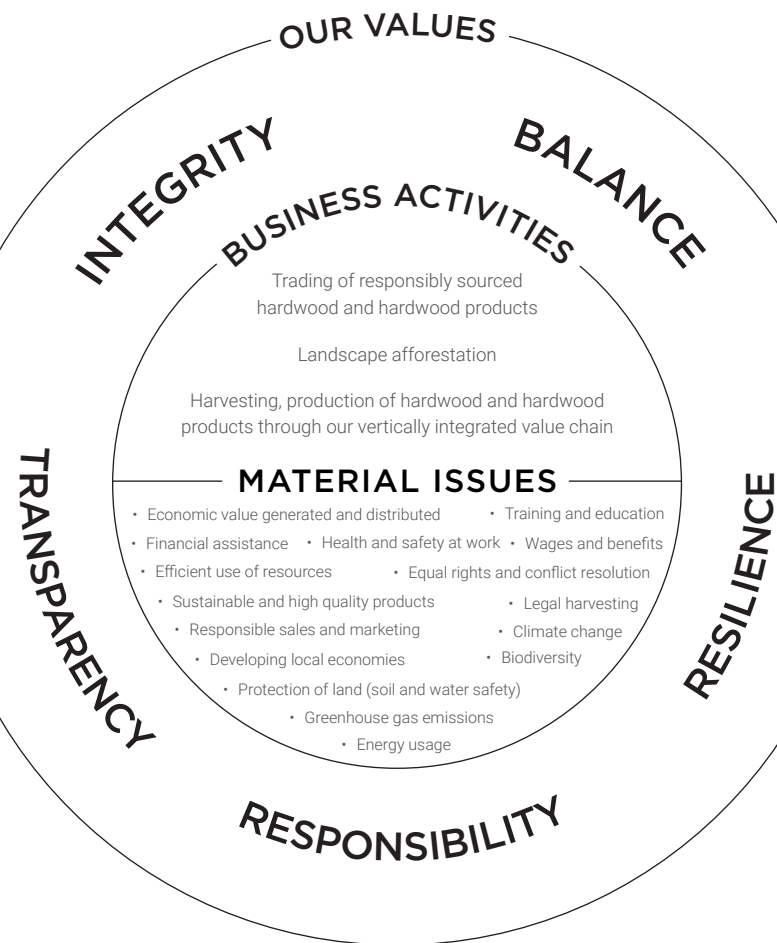 OUR VALUES
INTEGRITY
BALANCE
BUSINESS ACTIVITIES
Trading of responsibly sourced
hardwood and hardwood products
Landscape afforestation
Harvesting, production of hardwood and hardwood
products through our vertically integrated value chain
MATERIAL ISSUES
• Economic value generated and distributed • Training and education
• Financial assistance • Health and safety at work • Wages and benefits
• Efficient use of resources • Equal rights and conflict resolution
• Sustainable and high quality products • Legal harvesting
• Responsible sales and marketing • Climate change
• Developing local economies • Biodiversity
• Protection of land (soil and water safety)
• Greenhouse gas emissions
• Energy usage
TRANSPARENCY
RESILIENCE
RESPONSIBILITY